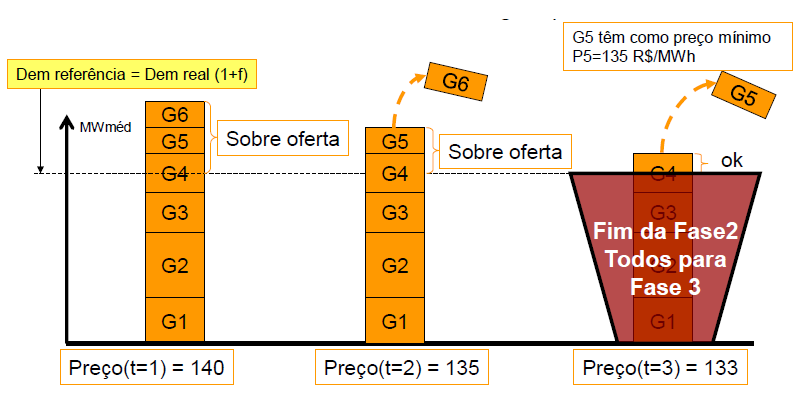 G5 têm como preço mínimo
P5=135 R$/MWh
Dem referência = Dem real (1+f)
G6
G5
MWméd
G6
G5
G4
G3
G2
G1
Sobre oferta
G5
G4
G3
G2
G1
Sobre oferta
G4
G3
G2
G1
ok
Fim da Fase2
Todos para
Fase 3
Preço(t=1) = 140
Preço(t=2) = 135
Preço(t=3) = 133